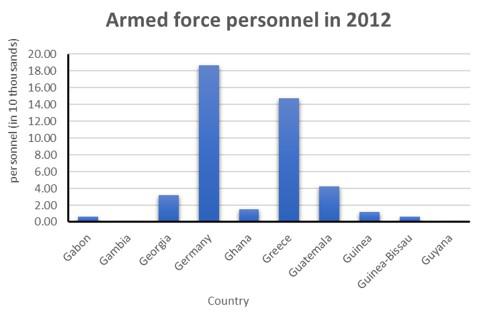 Armed force personnel in 2012
personnel (in 10 thousands)
20.00
18.00
16.00
14.00
12.00
10.00
8.00
6.00
4.00
2.00
0.00
Gabon
Gambia
Georgia
Germany
Ghana
Greece
Guatemala
Guinea
Guinea-Bissau
Guyana
Country